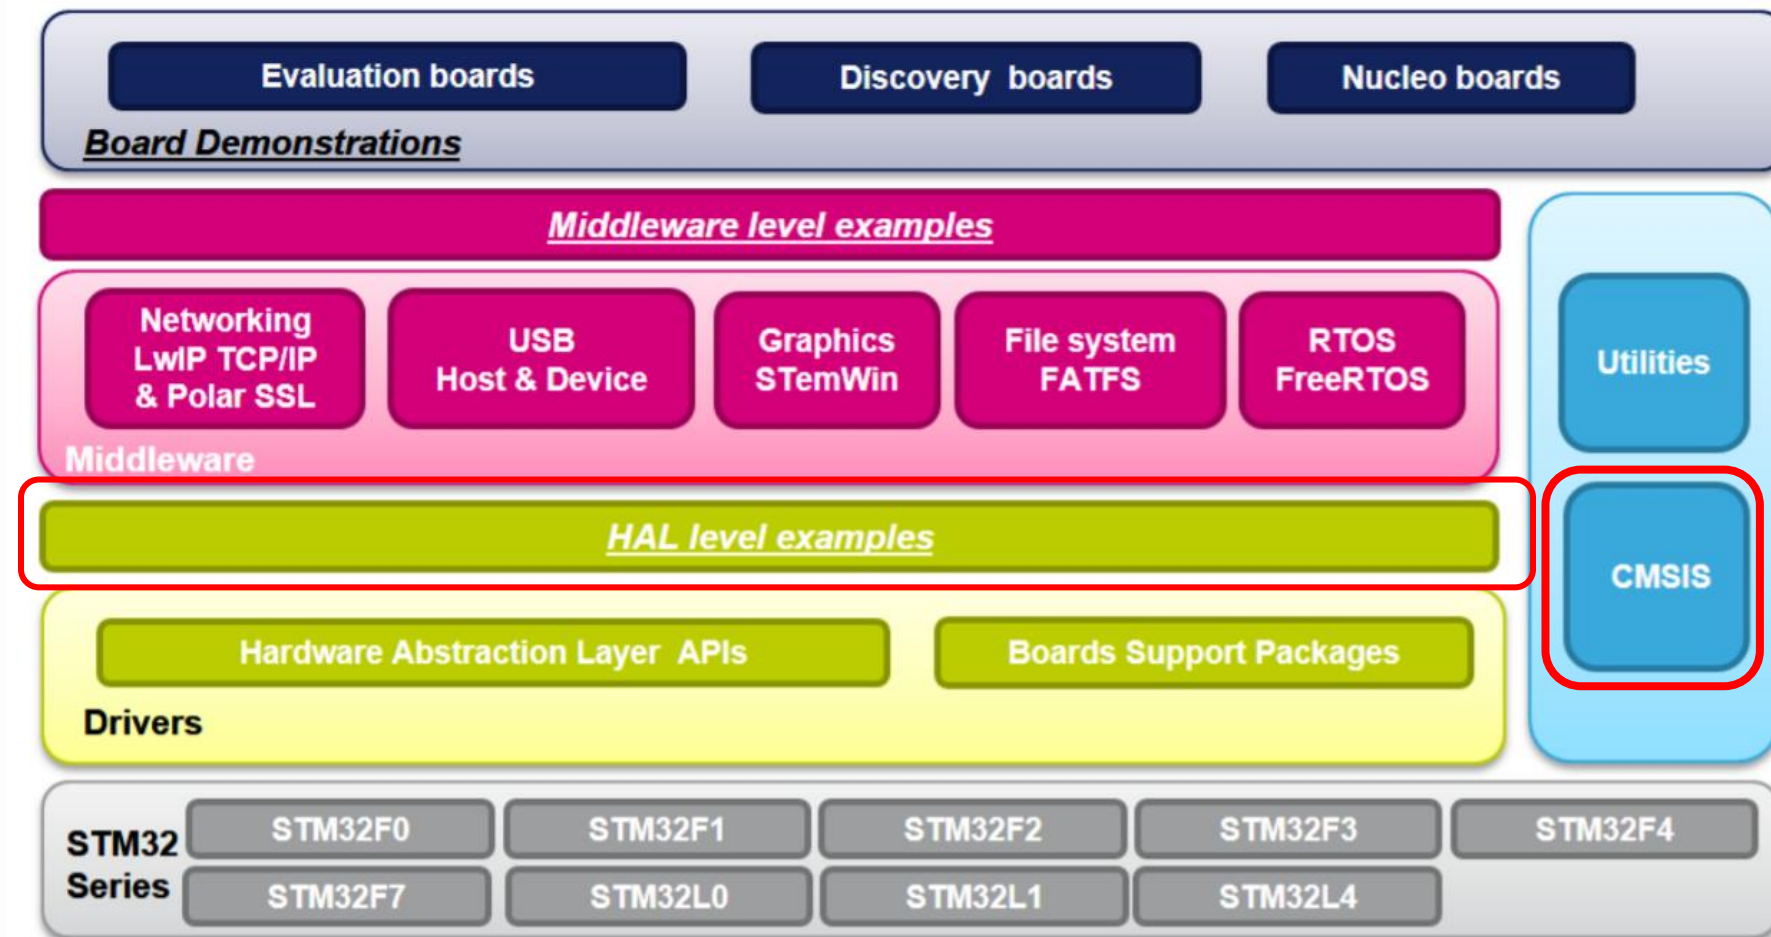 Evaluation boards
Discovery boards
Nucleo boards
Board Demonstrations
Middleware level examples
Networking
LwIP TCP/IP
& Polar SSL
USB
Host & Device
Graphics
STemWin
File system
FATFS
RTOS
FreeRTOS
Middleware
Utilities
HAL level examples
CMSIS
Hardware Abstraction Layer APIs
Boards Support Packages
Drivers
STM32
Series
STM32F0
STM32F1
STM32F2
STM32F3
STM32F4
STM32F7
STM32L0
STM32L1
STM32L4